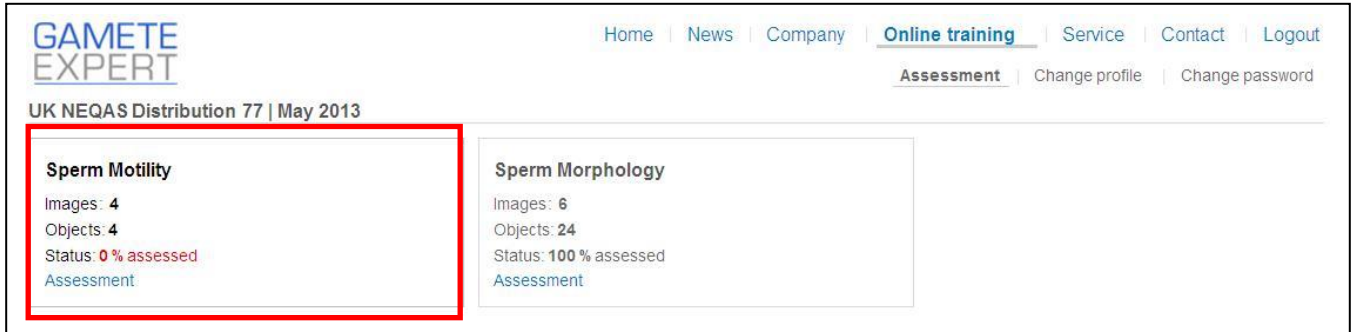 GAMETE
EXPERT
Home | News | Company | Online training | Service | Contact | Logout
Assessment | Change profile | Change password
UK NEQAS Distribution 77 | May 2013
Sperm Motility
Images: 4
Objects: 4
Status: 0 % assessed
Assessment
Sperm Morphology
Images: 6
Objects: 24
Status: 100 % assessed
Assessment